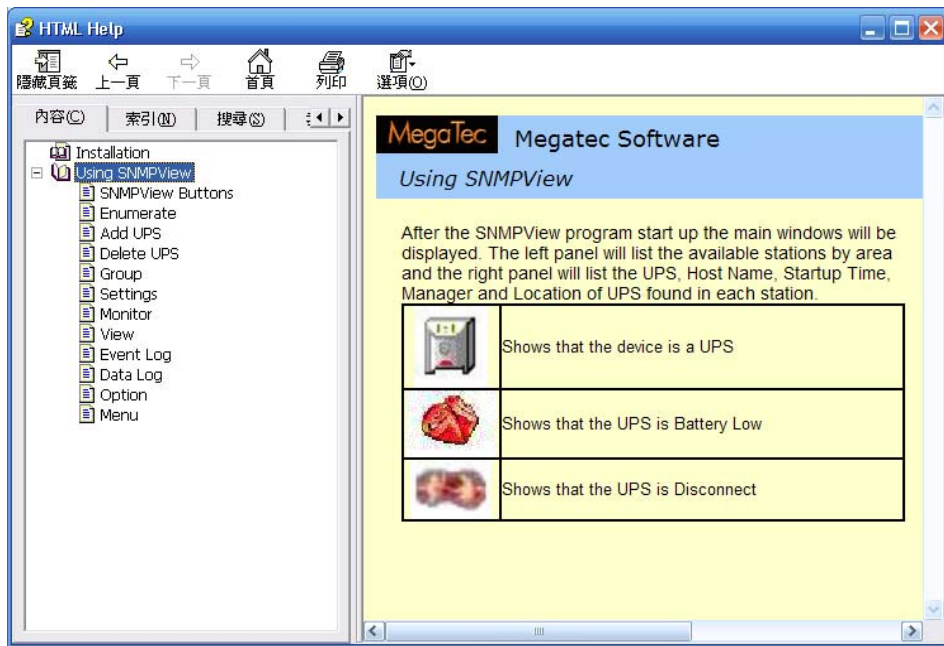 HTML Help
隱藏頁籤 上一頁 下一頁 首頁 列印 選項(O)
內容(C) 索引(N) 搜尋(S)
Installation
Using SNMPView
SNMPView Buttons
Enumerate
Add UPS
Delete UPS
Group
Settings
Monitor
View
Event Log
Data Log
Option
Menu
MegaTec Megatec Software
Using SNMPView
After the SNMPView program start up the main windows will be
displayed. The left panel will list the available stations by area
and the right panel will list the UPS, Host Name, Startup Time,
Manager and Location of UPS found in each station.
Shows that the device is a UPS
Shows that the UPS is Battery Low
Shows that the UPS is Disconnect